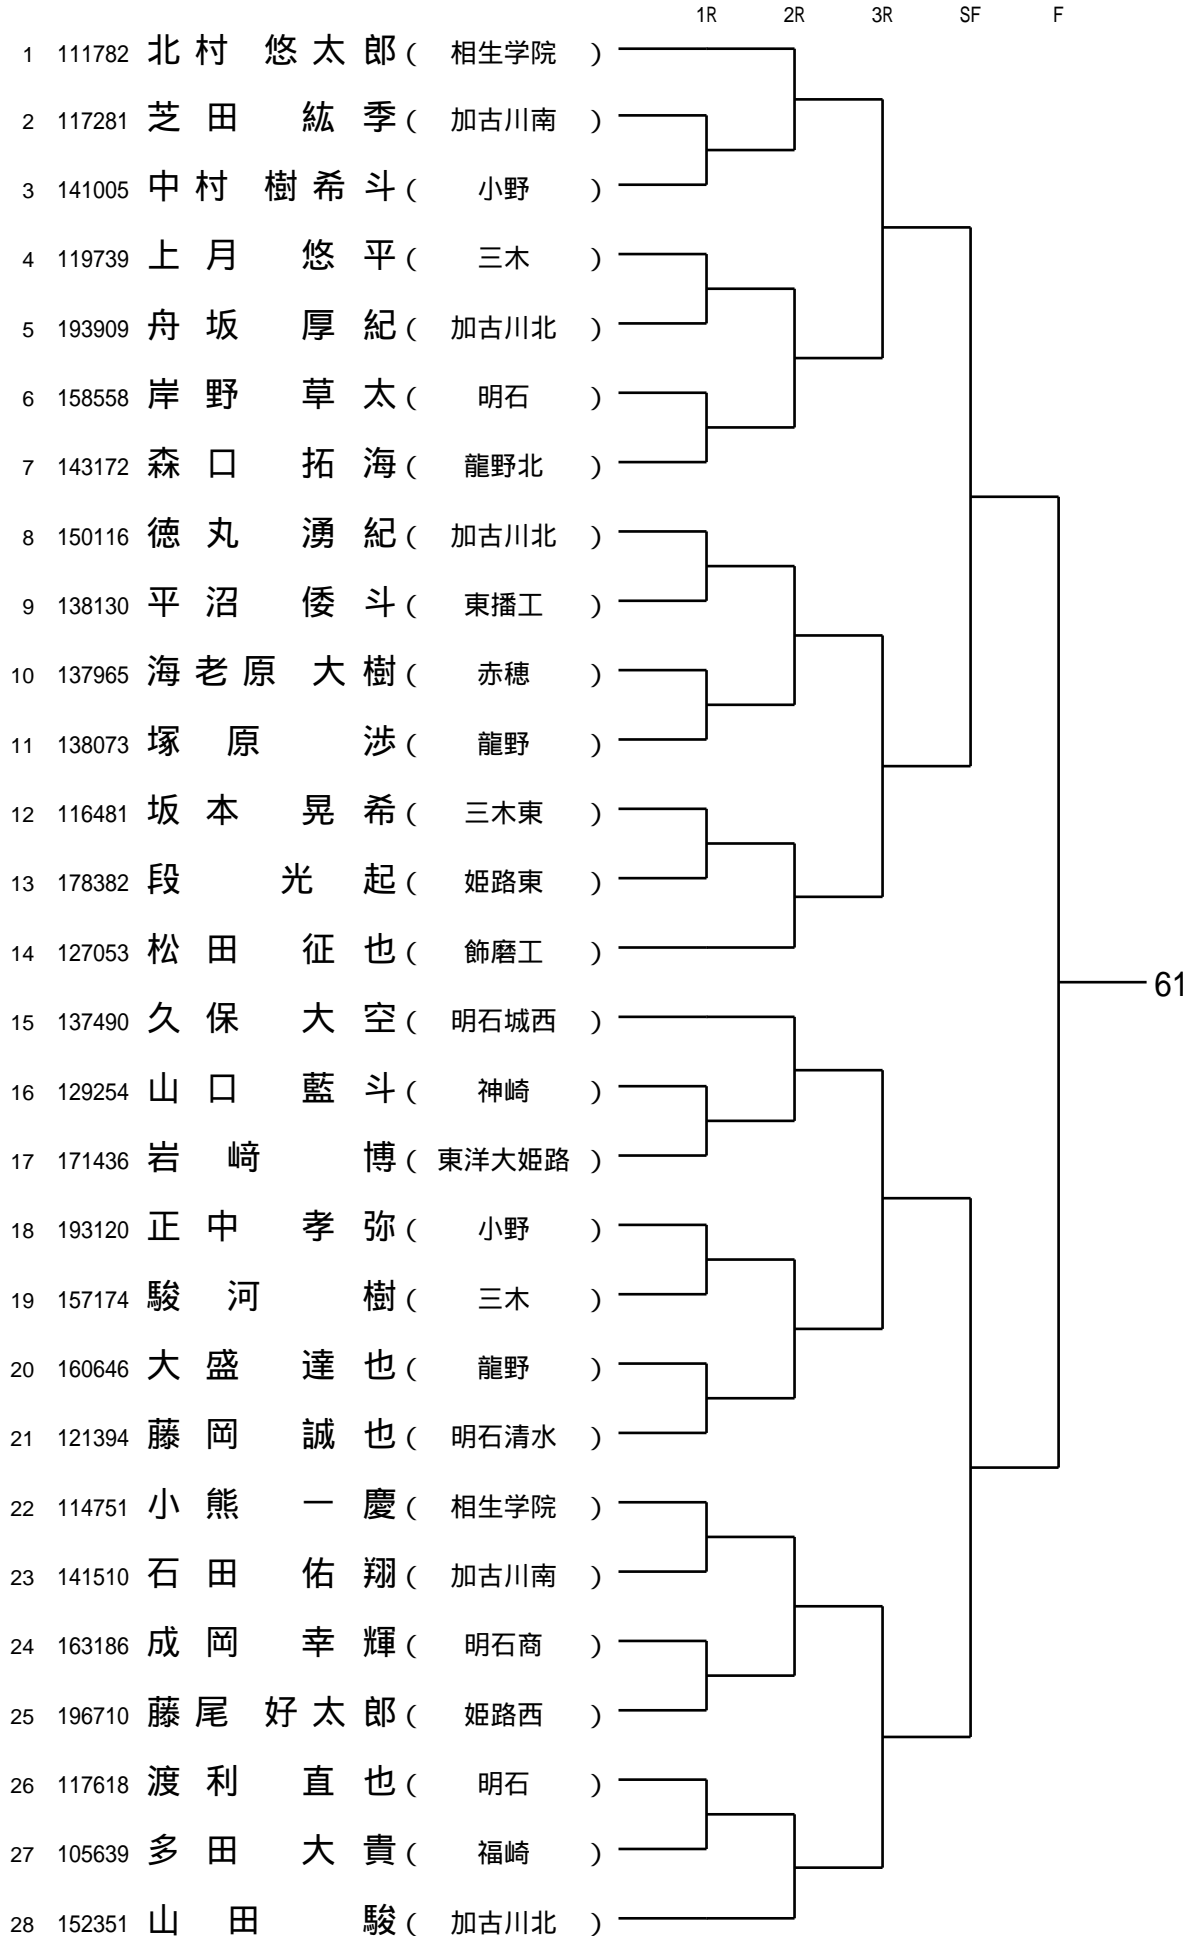 1R 2R 3R SF F
1 111782 北村 悠太郎 ( 相生学院 )
2 117281 芝田 紘季 ( 加古川南 )
3 141005 中村 樹希斗 ( 小野 )
4 119739 上月 悠平 ( 三木 )
5 193909 舟坂 厚紀 ( 加古川北 )
6 158558 岸野 草太 ( 明石 )
7 143172 森口 拓海 ( 龍野北 )
8 150116 徳丸 湧紀 ( 加古川北 )
9 138130 平沼 倭斗 ( 東播工 )
10 137965 海老原 大樹 ( 赤穂 )
11 138073 塚原 渉 ( 龍野 )
12 116481 坂本 晃希 ( 三木東 )
13 178382 段 光起 ( 姫路東 )
14 127053 松田 征也 ( 飾磨工 )
61
15 137490 久保 大空 ( 明石城西 )
16 129254 山口 藍斗 ( 神崎 )
17 171436 岩﨑 博 ( 東洋大姫路 )
18 193120 正中 孝弥 ( 小野 )
19 157174 駿河 樹 ( 三木 )
20 160646 大盛 達也 ( 龍野 )
21 121394 藤岡 誠也 ( 明石清水 )
22 114751 小熊 一慶 ( 相生学院 )
23 141510 石田 佑翔 ( 加古川南 )
24 163186 成岡 幸輝 ( 明石商 )
25 196710 藤尾 好太郎 ( 姫路西 )
26 117618 渡利 直也 ( 明石 )
27 105639 多田 大貴 ( 福崎 )
28 152351 山田 駿 ( 加古川北 )